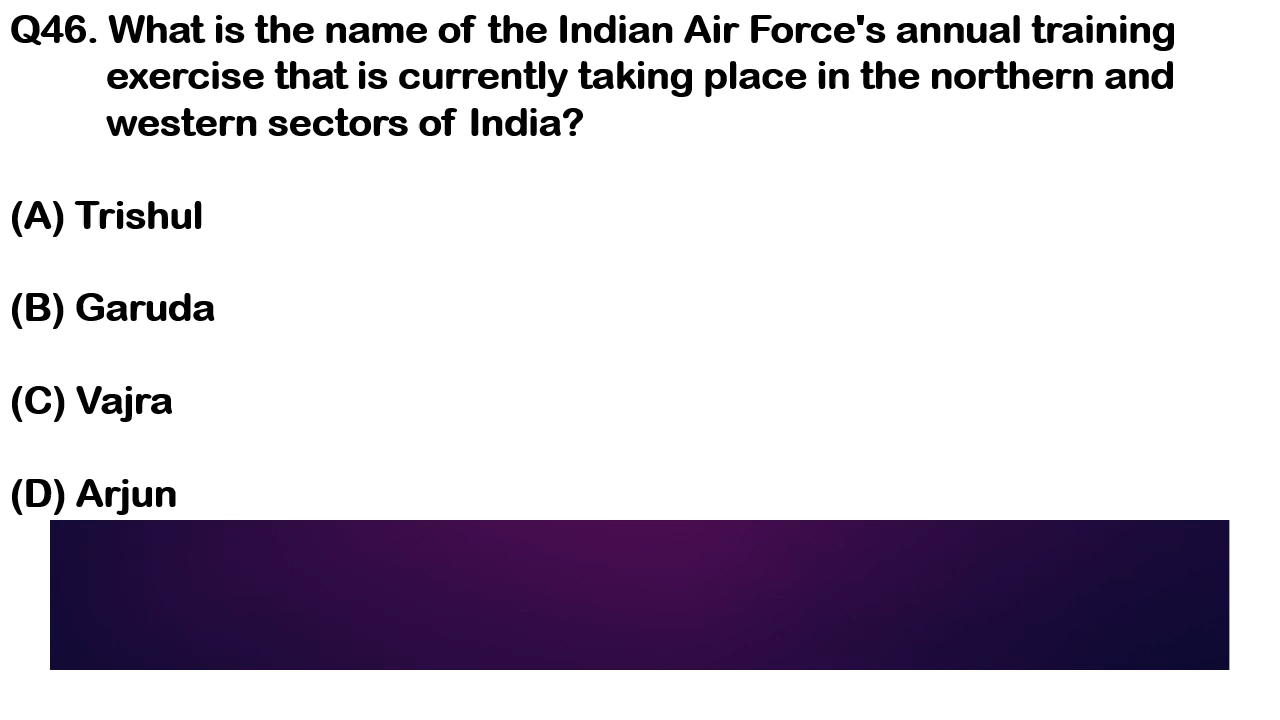 Q46. What is the name of the Indian Air Force's annual training
exercise that is currently taking place in the northern and
western sectors of India?
(A) Trishul
(B) Garuda
(C) Vajra
(D) Arjun